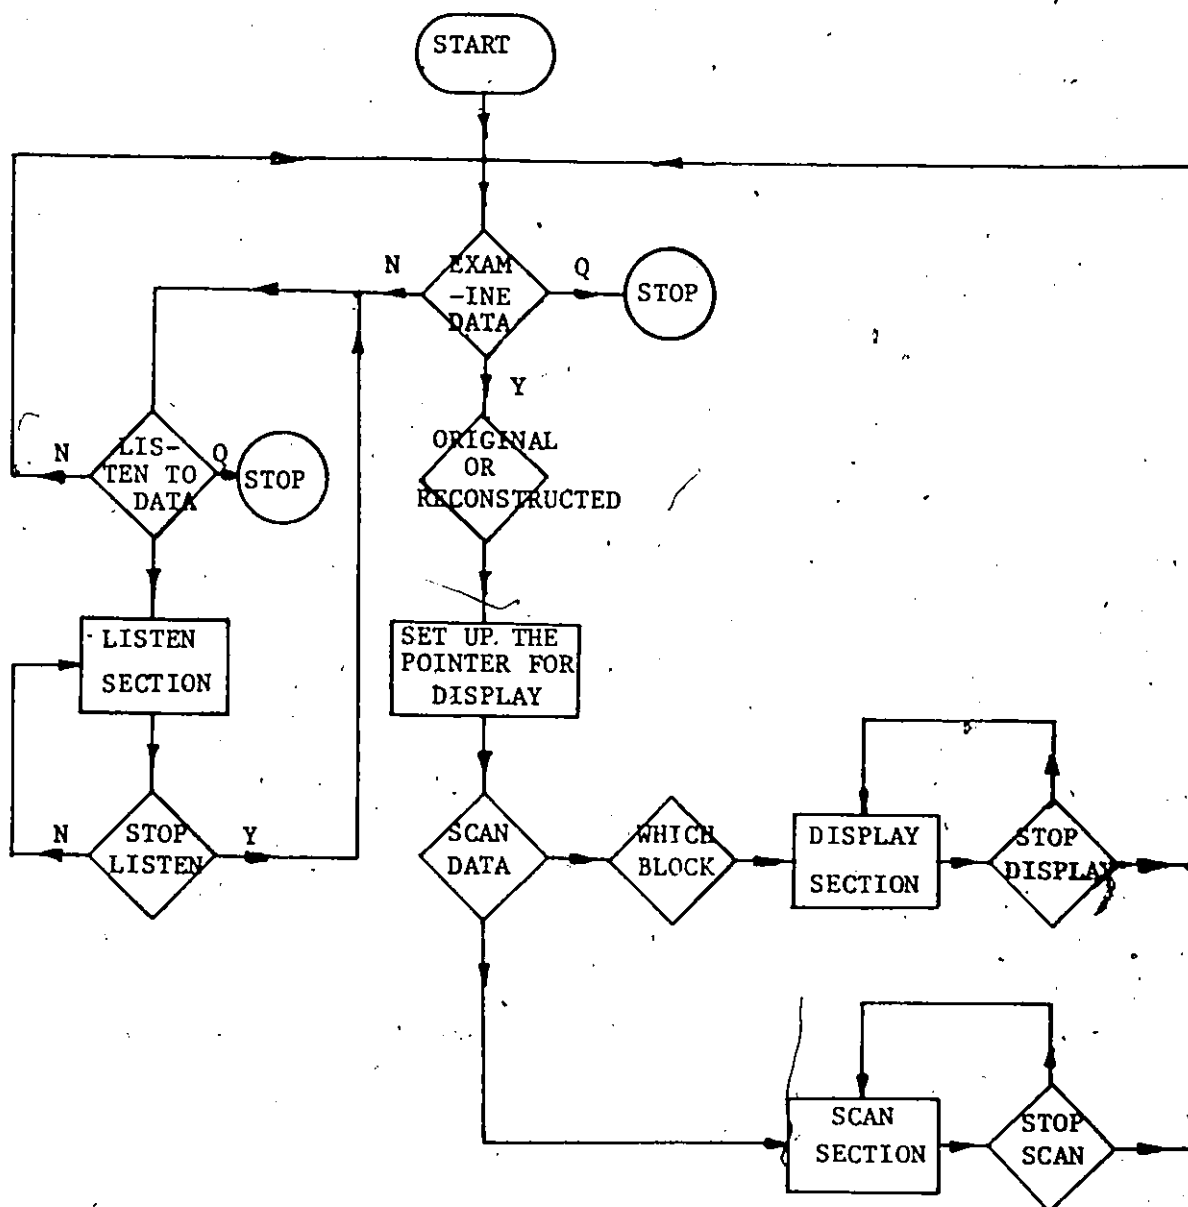 START
N
EXAM
-INE
DATA
Q
STOP
Y
N
LIS-
TEN TO
DATA
Q
STOP
ORIGINAL
OR
RECONSTRUCTED
LISTEN
SECTION
SET UP THE
POINTER FOR
DISPLAY
N
STOP
LISTEN
Y
SCAN
DATA
WHICH
BLOCK
DISPLAY
SECTION
STOP
DISPLAY
SCAN
SECTION
STOP
SCAN